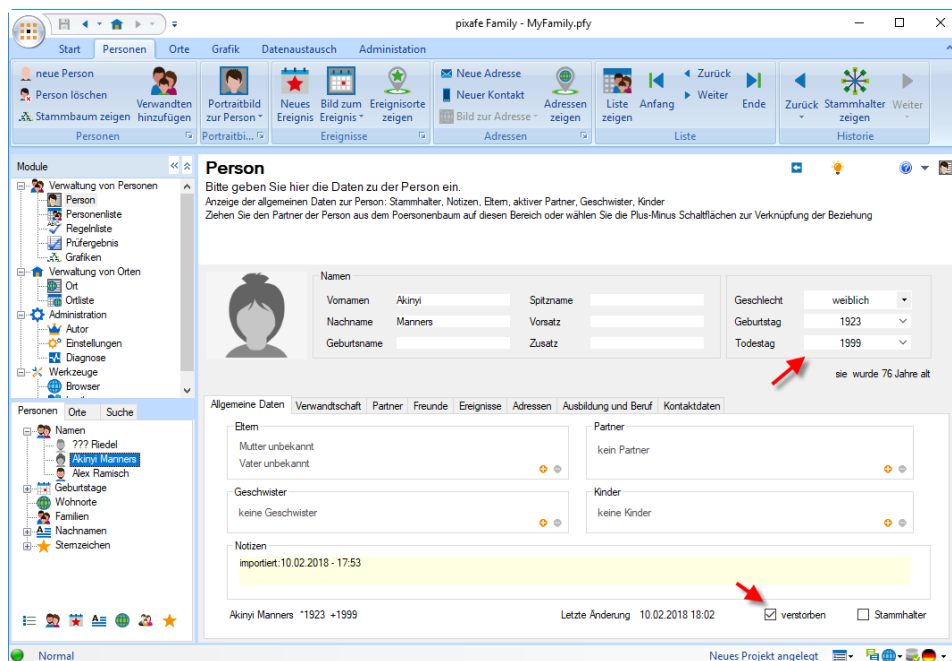 pixafe Family - MyFamily.pfy
Start Personen Orte Grafik Datenaustausch Administation
neue Person
Person löschen
Stammbaum zeigen
Verwandten hinzufügen
Personen
Portraitbild zur Person
Portraitbi...
Neues Ereignis
Bild zum Ereignis
Ereignisorte zeigen
Ereignisse
Neue Adresse
Neuer Kontakt
Bild zur Adresse
Adressen zeigen
Adressen
Liste zeigen
Anfang
Zurück
Weiter
Ende
Liste
Zurück
Stammhalter zeigen
Weiter
Historie
Module
Verwaltung von Personen
Person
Personenliste
Regelnliste
Prüfergebnis
Grafiken
Verwaltung von Orten
Ort
Ortliste
Administration
Autor
Einstellungen
Diagnose
Werkzeuge
Browser
Personen Orte Suche
Namen
??? Riedel
Akinyi Manners
Alex Ramisch
Geburtstage
Wohnorte
Familien
Nachnamen
Sternzeichen
Person
Bitte geben Sie hier die Daten zu der Person ein.
Anzeige der allgemeinen Daten zur Person: Stammhalter, Notizen, Eltern, aktiver Partner, Geschwister, Kinder
Ziehen Sie den Partner der Person aus dem Poersonenbaum auf diesen Bereich oder wählen Sie die Plus-Minus Schaltflächen zur Verknüpfung der Beziehung
Namen
Vornamen Akinyi Spitzname
Nachname Manners Vorsatz
Geburtsname Zusatz
Geschlecht weiblich
Geburtstag 1923
Todestag 1999
sie wurde 76 Jahre alt
Allgemeine Daten Verwandtschaft Partner Freunde Ereignisse Adressen Ausbildung und Beruf Kontaktdaten
Eltern
Mutter unbekannt
Vater unbekannt
Partner
kein Partner
Geschwister
keine Geschwister
Kinder
keine Kinder
Notizen
importiert:10.02.2018 - 17:53
Akinyi Manners *1923 +1999 Letzte Änderung 10.02.2018 18:02 verstorben Stammhalter
Normal Neues Projekt angelegt